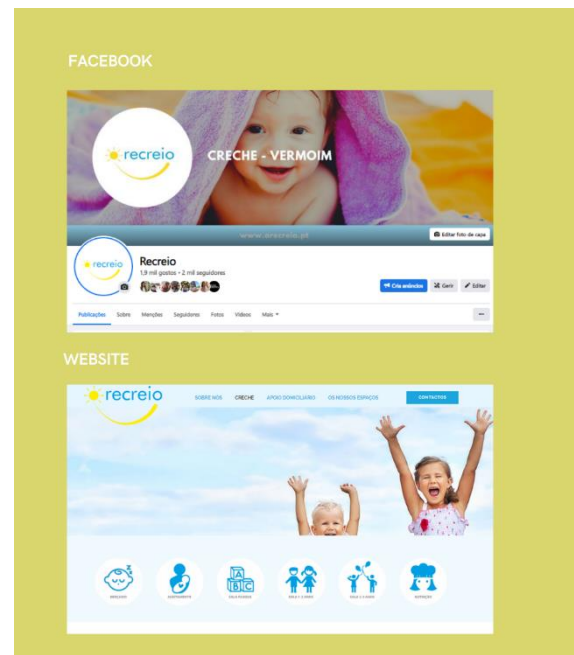 FACEBOOK
recreio
CRECHE - VERMOIM
www.orecreio.pt
Editar foto de capa
recreio
Recreio
1,9 mil gostos • 2 mil seguidores
Criar anúncios
Gerir
Editar
Publicações Sobre Menções Seguidores Fotos Vídeos Mais
WEBSITE
recreio
SOBRE NÓS CRECHE APOIO DOMICILIÁRIO OS NOSSOS ESPAÇOS CONTACTOS
A
B C
BERÇÁRIO